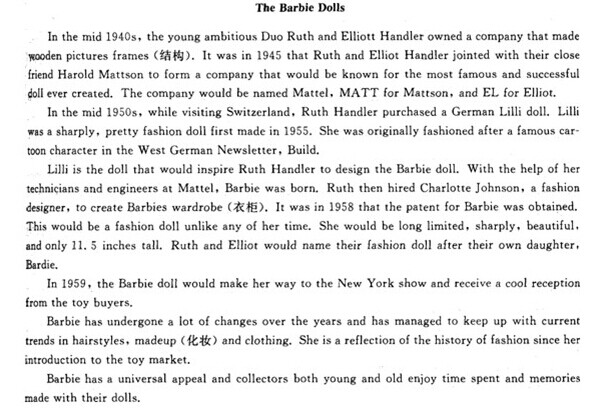 The Barbie Dolls
In the mid 1940s, the young ambitious Duo Ruth and Elliott Handler owned a company that made
wooden pictures frames (结构). It was in 1945 that Ruth and Elliot Handler jointed with their close
friend Harold Mattson to form a company that would be known for the most famous and successful
doll ever created. The company would be named Mattel, MATT for Mattson, and EL for Elliot.
In the mid 1950s, while visiting Switzerland, Ruth Handler purchased a German Lilli doll. Lilli
was a sharply, pretty fashion doll first made in 1955. She was originally fashioned after a famous car-
toon character in the West German Newsletter, Build.
Lilli is the doll that would inspire Ruth Handler to design the Barbie doll. With the help of her
technicians and engineers at Mattel, Barbie was born. Ruth then hired Charlotte Johnson, a fashion
designer, to create Barbies wardrobe (衣柜). It was in 1958 that the patent for Barbie was obtained.
This would be a fashion doll unlike any of her time. She would be long limited, sharply, beautiful,
and only 11.5 inches tall. Ruth and Elliot would name their fashion doll after their own daughter,
Bardie.
In 1959, the Barbie doll would make her way to the New York show and receive a cool reception
from the toy buyers.
Barbie has undergone a lot of changes over the years and has managed to keep up with current
trends in hairstyles, madeup (化妆) and clothing. She is a reflection of the history of fashion since her
introduction to the toy market.
Barbie has a universal appeal and collectors both young and old enjoy time spent and memories
made with their dolls.